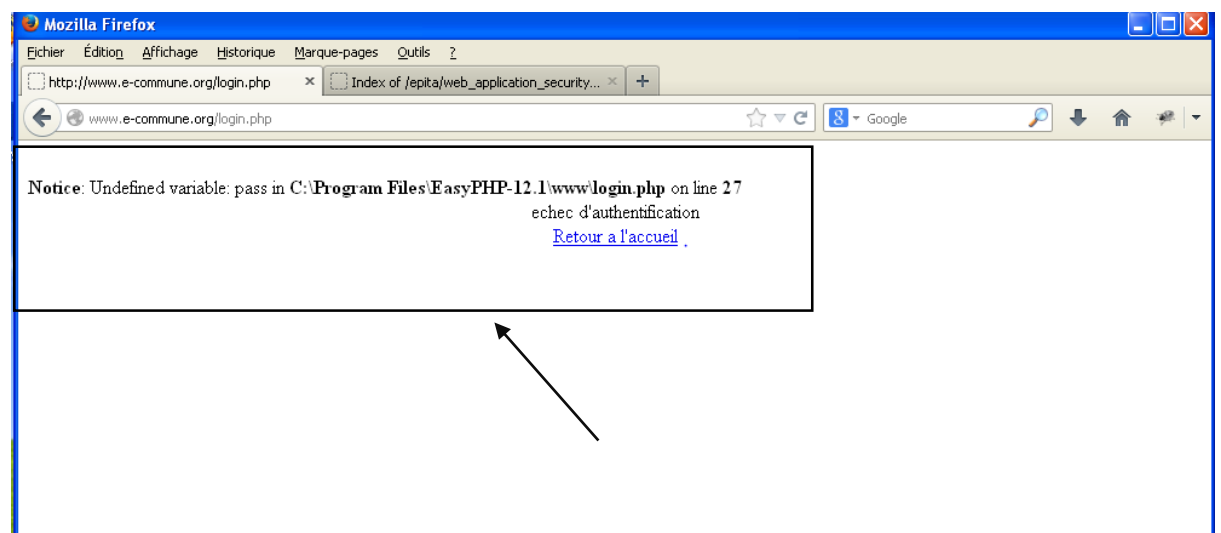 Mozilla Firefox
Fichier Édition Affichage Historique Marque-pages Outils ?
http://www.e-commune.org/login.php × Index of /epita/web_application_security... × +
www.e-commune.org/login.php 8 Google
Notice: Undefined variable: pass in C:\Program Files\EasyPHP-12.1\www\login.php on line 27
echec d'authentification
Retour a l'accueil .